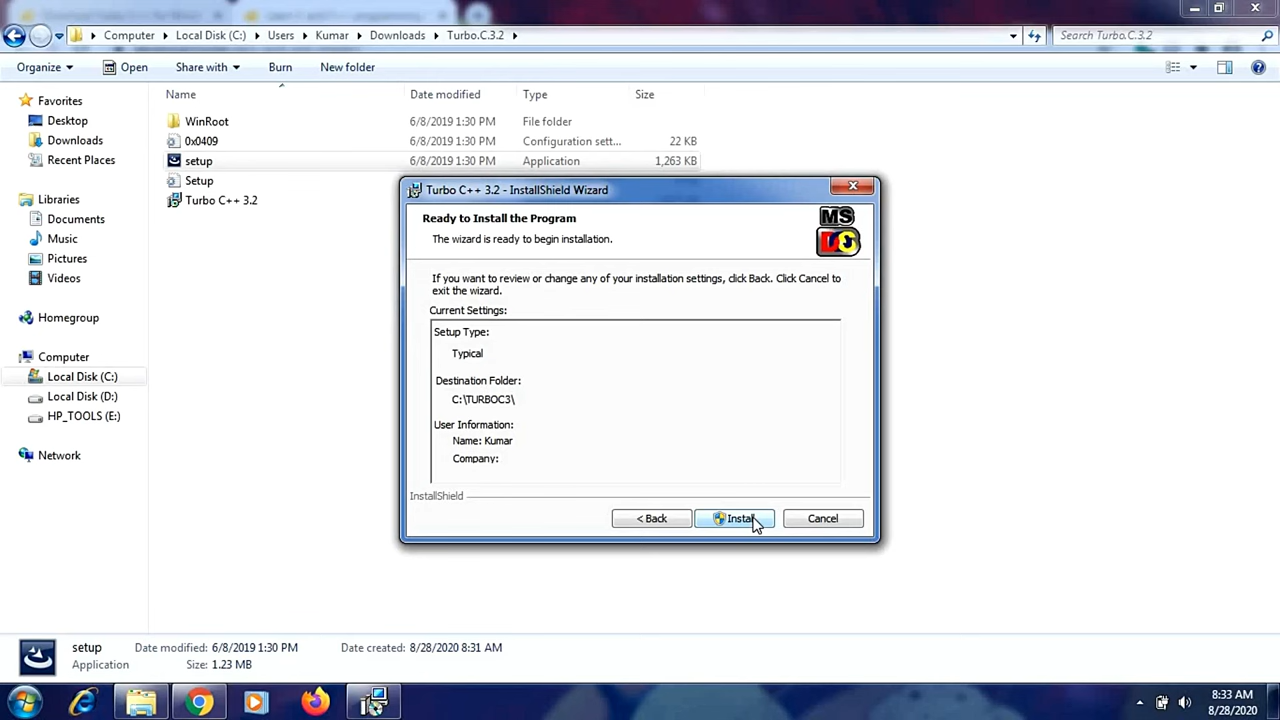 Computer Local Disk (C:) Users Kumar Downloads Turbo.C.3.2 Search Turbo.C.3.2
Organize Open Share with Burn New folder
Name Date modified Type Size
Favorites
Desktop
Downloads
Recent Places
Libraries
Documents
Music
Pictures
Videos
Homegroup
Computer
Local Disk (C:)
Local Disk (D:)
HP_TOOLS (E:)
Network
WinRoot 6/8/2019 1:30 PM File folder
0x0409 6/8/2019 1:30 PM Configuration sett... 22 KB
setup 6/8/2019 1:30 PM Application 1,263 KB
Setup
Turbo C++ 3.2
Turbo C++ 3.2 - InstallShield Wizard
Ready to Install the Program
The wizard is ready to begin installation.
MS
If you want to review or change any of your installation settings, click Back. Click Cancel to
exit the wizard.
Current Settings:
Setup Type:
Typical
Destination Folder:
C:\TURBOC3\
User Information:
Name: Kumar
Company:
InstallShield
< Back Install Cancel
setup Date modified: 6/8/2019 1:30 PM Date created: 8/28/2020 8:31 AM
Application Size: 1.23 MB
8:33 AM
8/28/2020